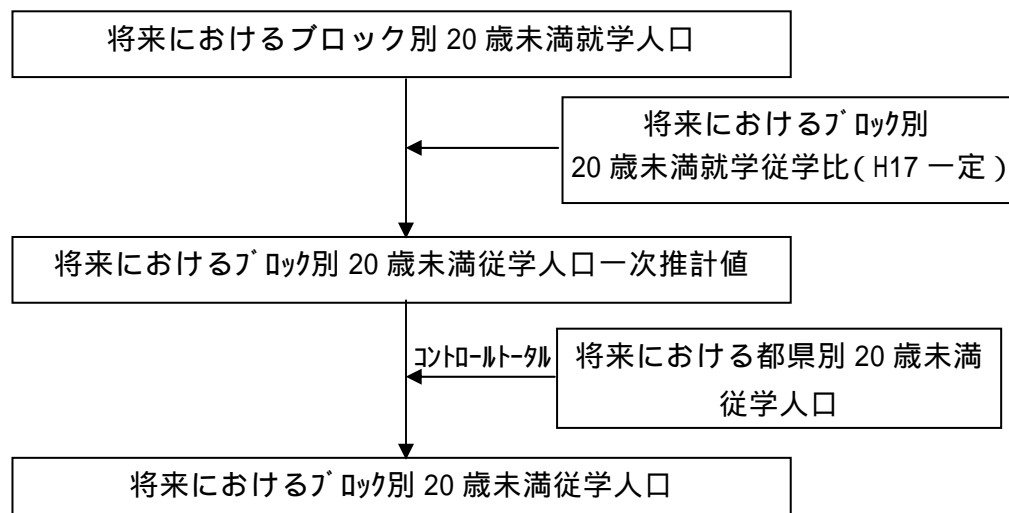 将来におけるブロック別 20 歳未満就学人口
将来におけるﾌﾞﾛｯｸ別
20 歳未満就学従学比（H17 一定）
将来におけるﾌﾞﾛｯｸ別 20 歳未満従学人口一次推計値
ｺﾝﾄﾛｰﾙﾄｰﾀﾙ
将来における都県別 20 歳未満
従学人口
将来におけるﾌﾞﾛｯｸ別 20 歳未満従学人口